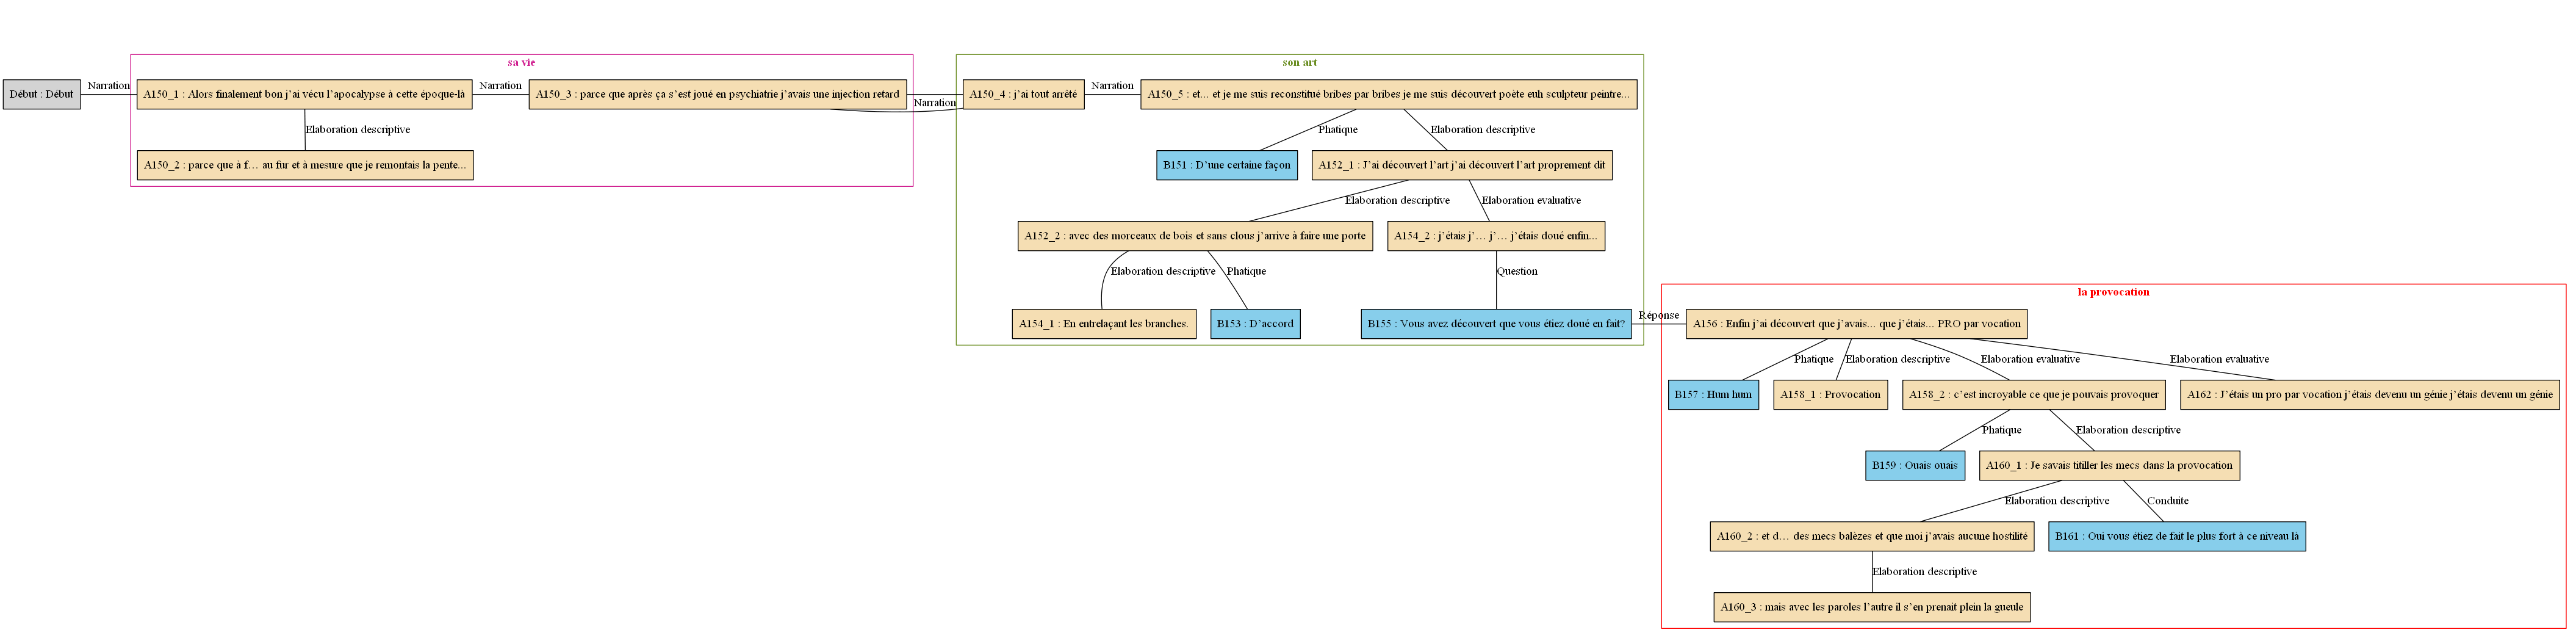 sa vie
son art
Début : Début
Narration
A150_1 : Alors finalement bon j’ai vécu l’apocalypse à cette époque-là
Narration
A150_3 : parce que après ça s’est joué en psychiatrie j’avais une injection retard
Narration
A150_4 : j’ai tout arrêté
Narration
A150_5 : et... et je me suis reconstitué bribes par bribes je me suis découvert poète euh sculpteur peintre...
Elaboration descriptive
Phatique
Elaboration descriptive
A150_2 : parce que à f… au fur et à mesure que je remontais la pente...
B151 : D’une certaine façon
A152_1 : J’ai découvert l’art j’ai découvert l’art proprement dit
Elaboration descriptive
Elaboration evaluative
A152_2 : avec des morceaux de bois et sans clous j’arrive à faire une porte
A154_2 : j’étais j’… j’… j’étais doué enfin...
Elaboration descriptive
Phatique
Question
la provocation
A154_1 : En entrelaçant les branches.
B153 : D’accord
B155 : Vous avez découvert que vous étiez doué en fait?
Réponse
A156 : Enfin j’ai découvert que j’avais... que j’étais... PRO par vocation
Phatique
Elaboration descriptive
Elaboration evaluative
Elaboration evaluative
B157 : Hum hum
A158_1 : Provocation
A158_2 : c’est incroyable ce que je pouvais provoquer
A162 : J’étais un pro par vocation j’étais devenu un génie j’étais devenu un génie
Phatique
Elaboration descriptive
B159 : Ouais ouais
A160_1 : Je savais titiller les mecs dans la provocation
Elaboration descriptive
Conduite
A160_2 : et d… des mecs balèzes et que moi j’avais aucune hostilité
B161 : Oui vous étiez de fait le plus fort à ce niveau là
Elaboration descriptive
A160_3 : mais avec les paroles l’autre il s’en prenait plein la gueule